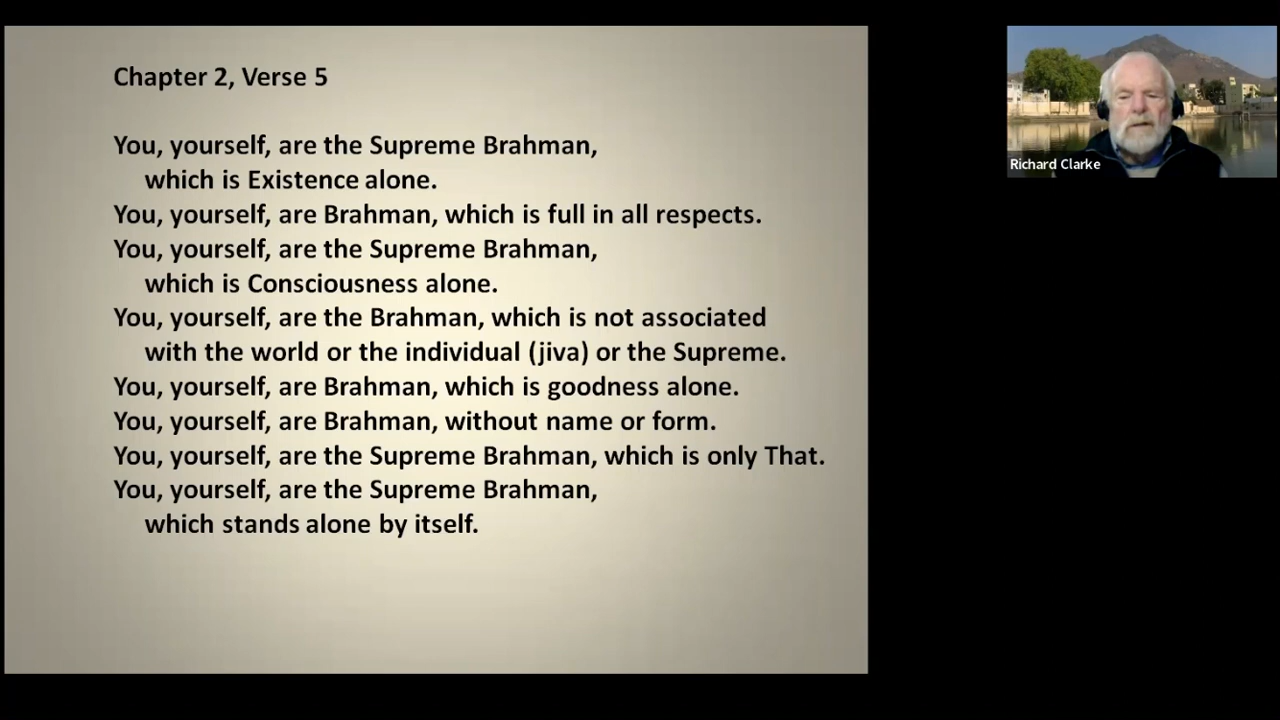 Chapter 2, Verse 5
You, yourself, are the Supreme Brahman,
which is Existence alone.
You, yourself, are Brahman, which is full in all respects.
You, yourself, are the Supreme Brahman,
which is Consciousness alone.
You, yourself, are the Brahman, which is not associated
with the world or the individual (jiva) or the Supreme.
You, yourself, are Brahman, which is goodness alone.
You, yourself, are Brahman, without name or form.
You, yourself, are the Supreme Brahman, which is only That.
You, yourself, are the Supreme Brahman,
which stands alone by itself.
Richard Clarke